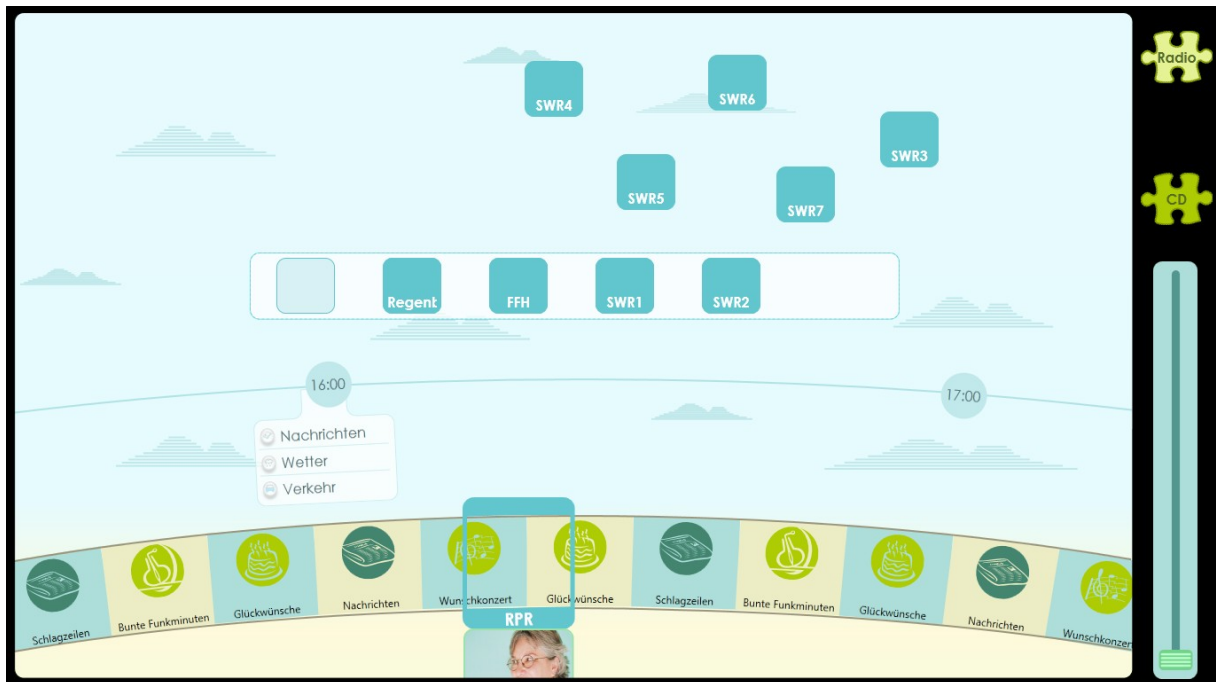 Radio
SWR4
SWR6
SWR3
SWR5
SWR7
CD
Regent
FFH
SWR1
SWR2
16:00
17:00
Nachrichten
Wetter
Verkehr
Schlagzeilen
Bunte Funkminuten
Glückwünsche
Nachrichten
Wunschkonzert
Glückwünsche
Schlagzeilen
Bunte Funkminuten
Glückwünsche
Nachrichten
Wunschkonzer
RPR